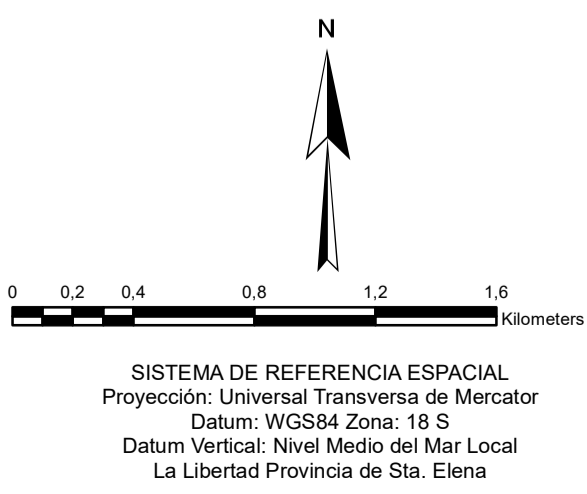 N
0 0,2 0,4 0,8 1,2 1,6
Kilometers
SISTEMA DE REFERENCIA ESPACIAL
Proyección: Universal Transversa de Mercator
Datum: WGS84 Zona: 18 S
Datum Vertical: Nivel Medio del Mar Local
La Libertad Provincia de Sta. Elena